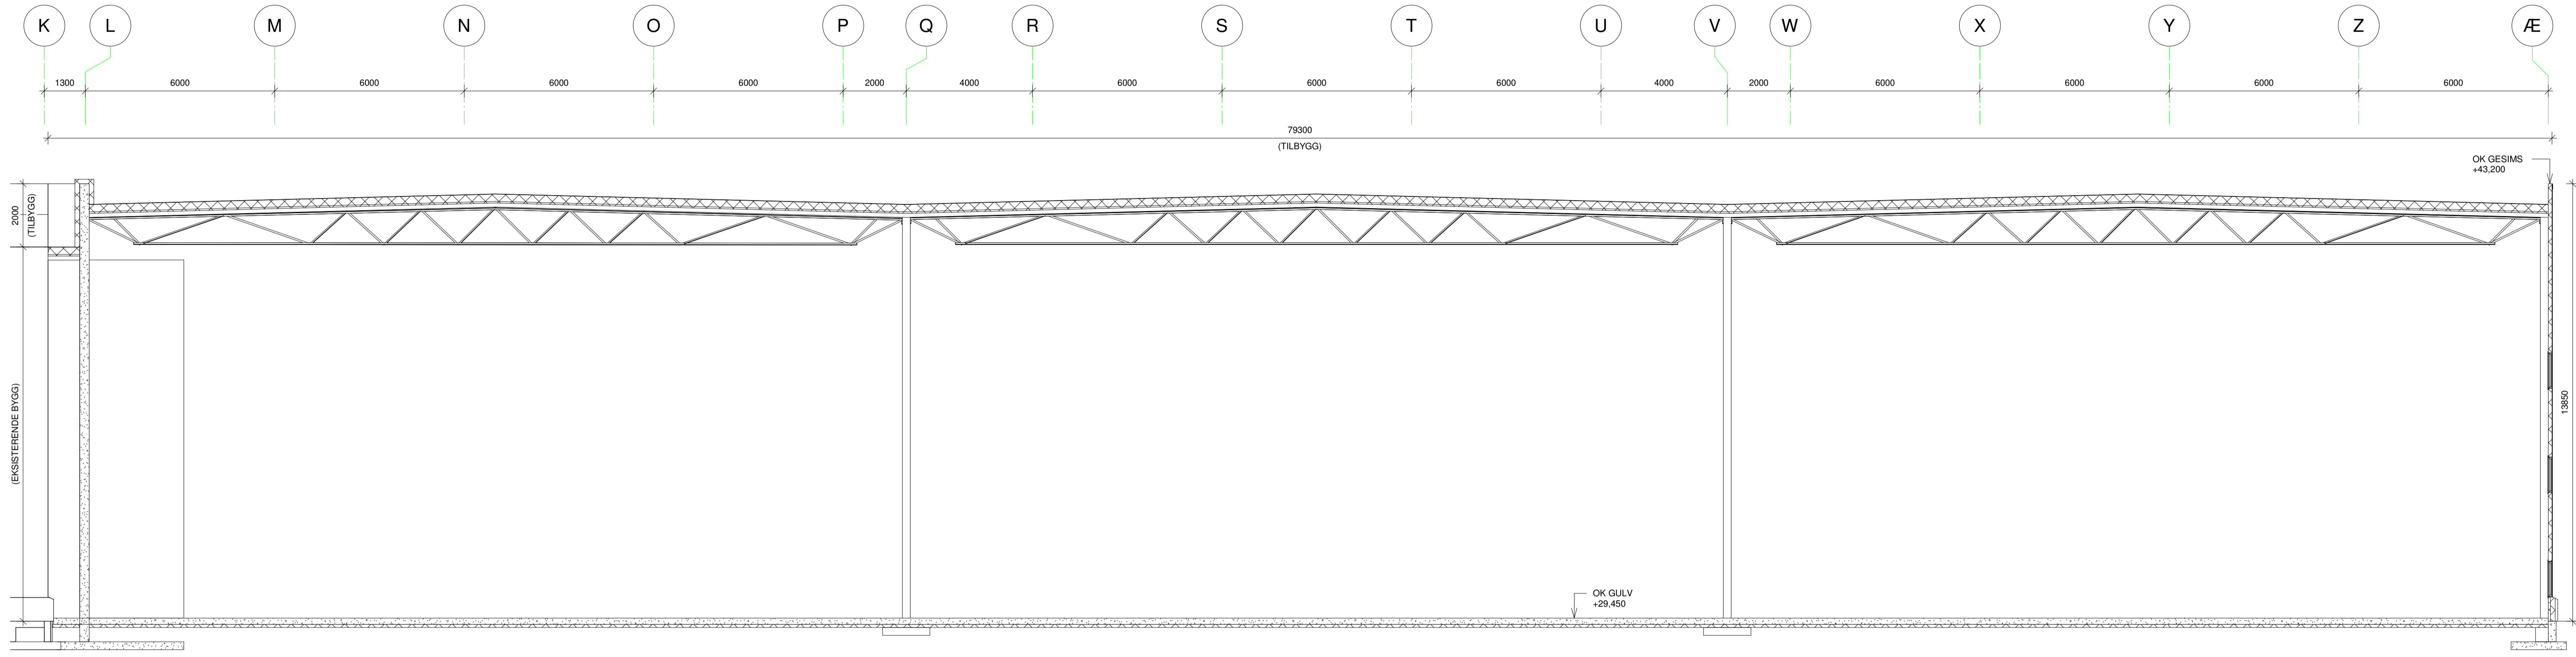 K L M N O P Q R S T U V W X Y Z Æ
1300 6000 6000 6000 6000 2000 4000 6000 6000 6000 4000 2000 6000 6000 6000 6000
79300
(TILBYGG)
OK GESIMS
+43,200
2000
(TILBYGG)
(EKSISTERENDE BYGG)
13850
OK GULV
+29,450